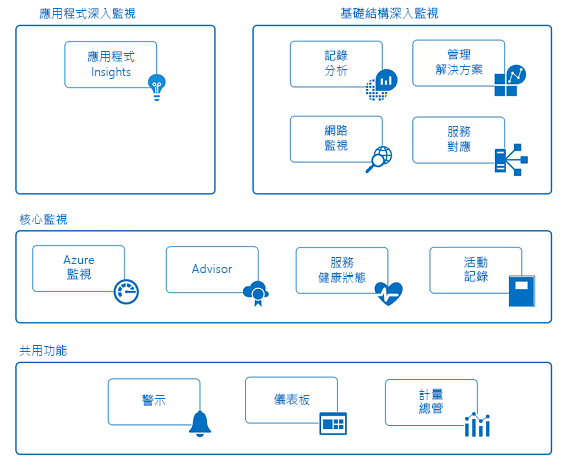 應用程式深入監視
基礎結構深入監視
應用程式
Insights
記錄
分析
管理
解決方案
網路
監視
服務
對應
核心監視
Azure
監視
Advisor
服務
健康狀態
活動
記錄
共用功能
警示
儀表板
計量
總管